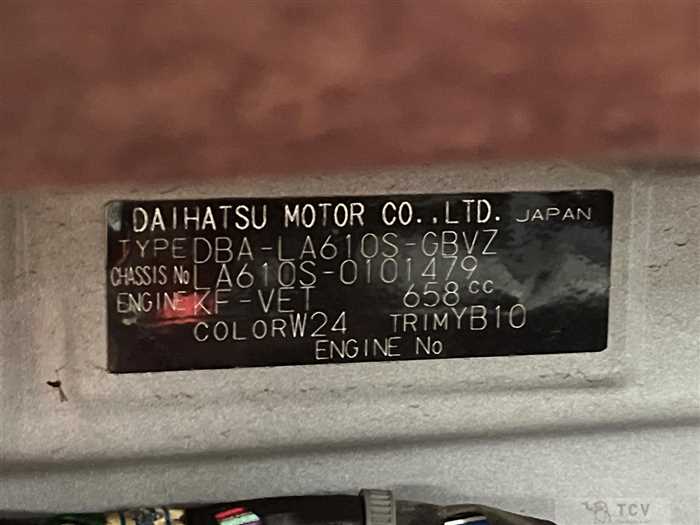 DAIHATSU MOTOR CO.,LTD. JAPAN
TYPE DBA-LA610S-GBVZ
CHASSIS No LA610S-0101479
ENGINE KF-VET 658 CC
COLOR W24 TRIM YB10
ENGINE No
TCV